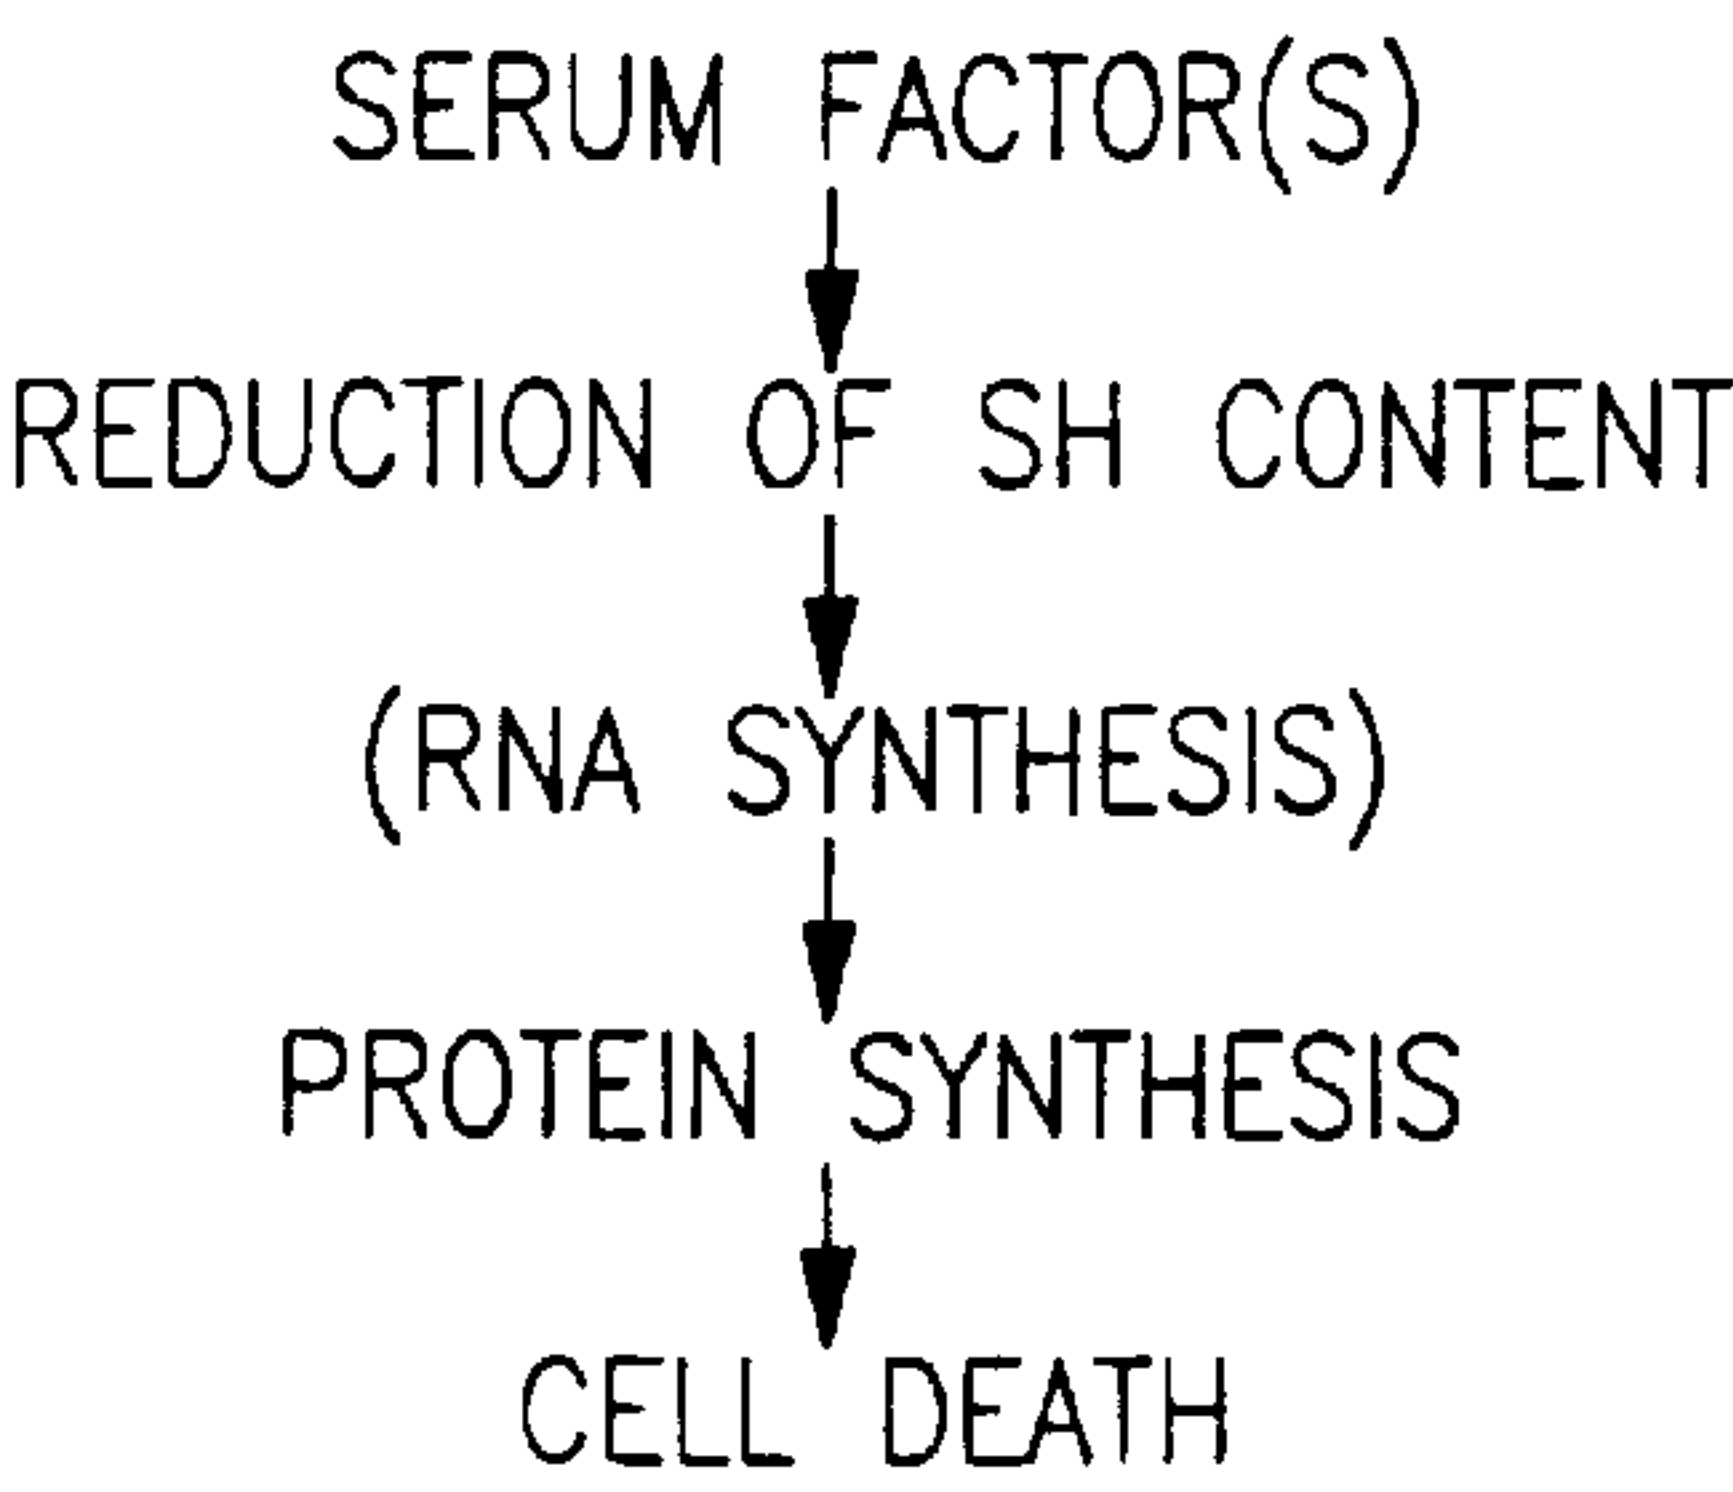 SERUM FACTOR(S)
REDUCTION OF SH CONTENT
(RNA SYNTHESIS)
PROTEIN SYNTHESIS
CELL DEATH